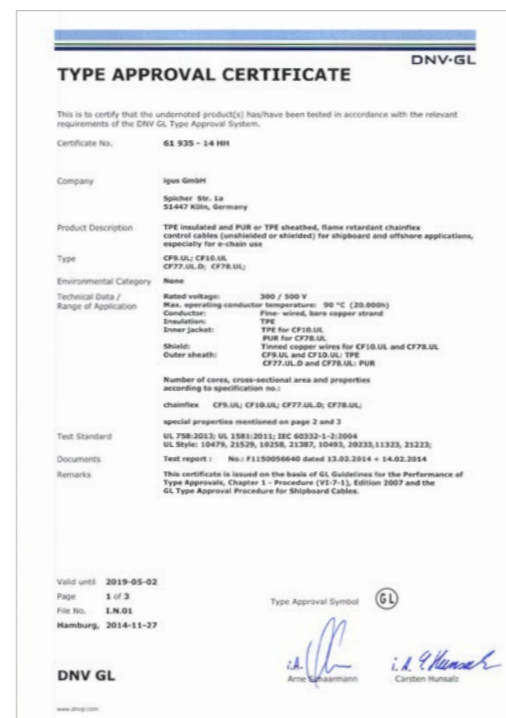 DNV·GL
TYPE APPROVAL CERTIFICATE
This is to certify that the undernoted product(s) has/have been tested in accordance with the relevant
requirements of the DNV GL Type Approval System.
Certificate No. 61 935 - 14 HH
Company igus GmbH
Spicher Str. 1a
51447 Köln, Germany
Product Description TPE insulated and PUR or TPE sheathed, flame retardant chainflex
control cables (unshielded or shielded) for shipboard and offshore applications,
especially for e-chain use
Type CF9.UL; CF10.UL
CF77.UL.D; CF78.UL;
Environmental Category None
Technical Data / Rated voltage: 300 / 500 V
Range of Application Max. operating conductor temperature: 90 °C (20.000h)
Conductor: Fine- wired, bare copper strand
Insulation: TPE
Inner jacket: TPE for CF10.UL
PUR for CF78.UL
Shield: Tinned copper wires for CF10.UL and CF78.UL
Outer sheath: CF9.UL and CF10.UL: TPE
CF77.UL.D and CF78.UL: PUR
Number of cores, cross-sectional area and properties
according to specification no.:
chainflex CF9.UL; CF10.UL; CF77.UL.D; CF78.UL;
special properties mentioned on page 2 and 3
Test Standard UL 758:2013; UL 1581:2011; IEC 60332-1-2:2004
UL Style: 10479, 21529, 10258, 21387, 10493, 20233,11323, 21223;
Documents Test report : No.: F1150056640 dated 13.02.2014 + 14.02.2014
Remarks This certificate is issued on the basis of GL Guidelines for the Performance of
Type Approvals, Chapter 1 - Procedure (VI-7-1), Edition 2007 and the
GL Type Approval Procedure for Shipboard Cables.
Valid until 2019-05-02
Page 1 of 3
File No. I.N.01
Hamburg, 2014-11-27
Type Approval Symbol GL
DNV GL
i.A.
Arne Schaarmann
i.A. C. Hunsalz
Carsten Hunsalz
www.dnvgl.com